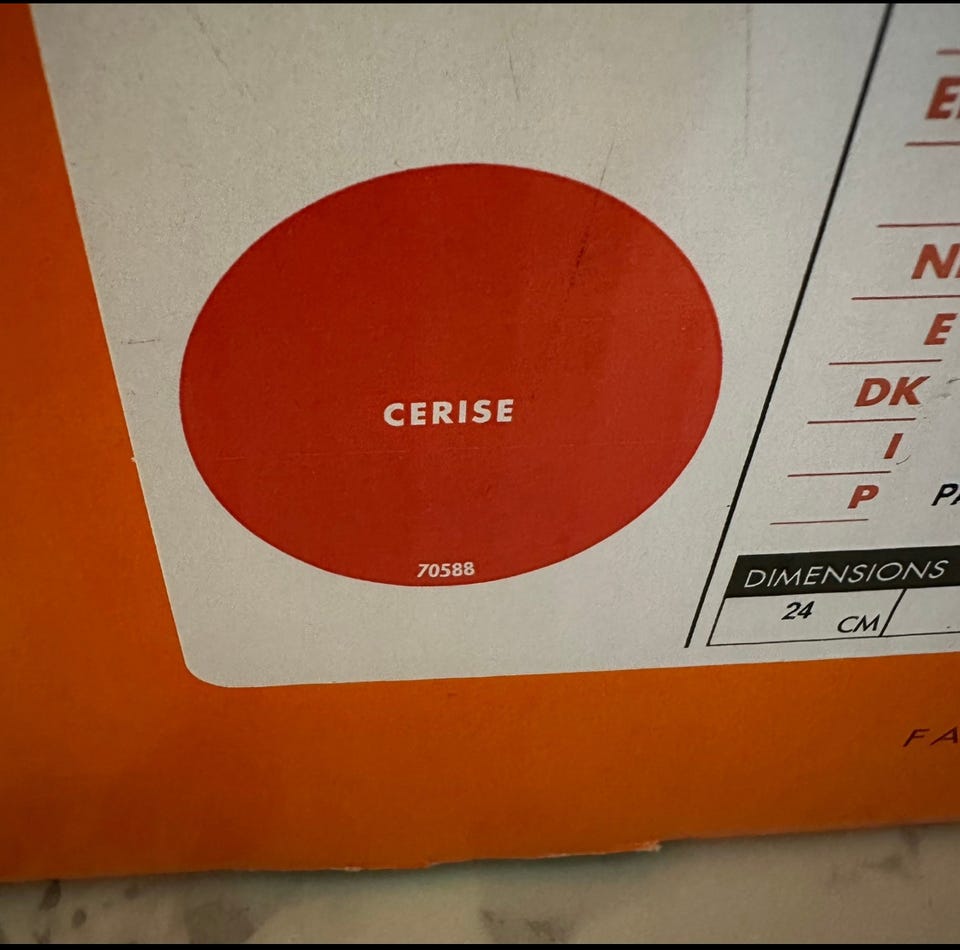 CERISE
70588
E
DK
I
P
DIMENSIONS
24 CM